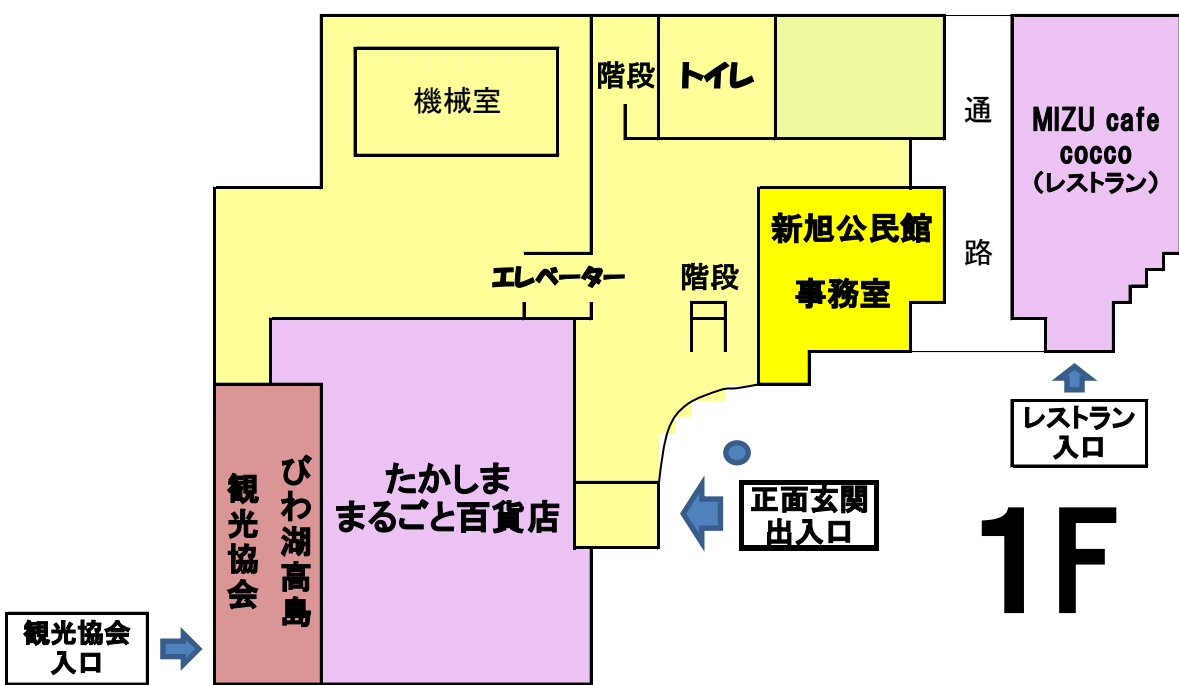 機械室
階段
トイレ
通
路
MIZU cafe
cocco
（レストラン）
新旭公民館
事務室
エレベーター
階段
レストラン
入口
たかしま
まるごと百貨店
びわ湖高島
観光協会
正面玄関
出入口
1F
観光協会
入口